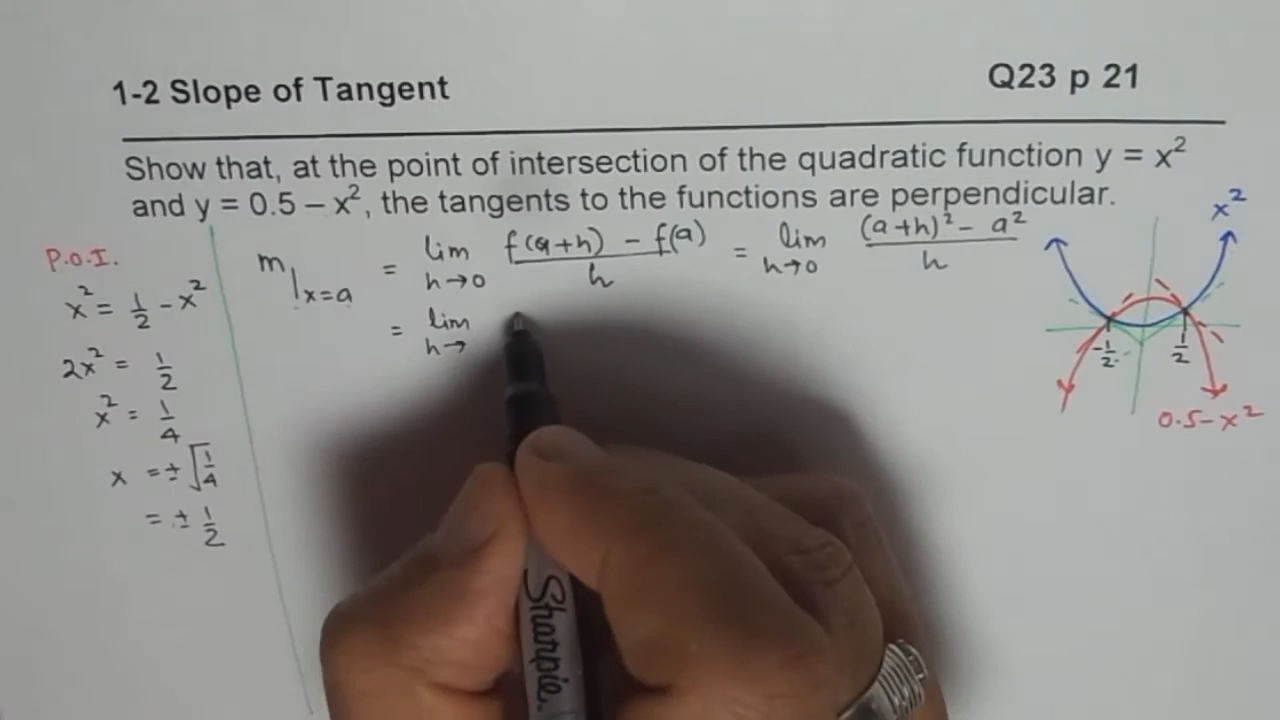 1-2 Slope of Tangent Q23 p 21
Show that, at the point of intersection of the quadratic function y = x²
and y = 0.5 – x², the tangents to the functions are perpendicular.
P.O.I.
x² = 1/2 - x²
2x² = 1/2
x² = 1/4
x = ± √1/4
= ± 1/2
m|x=a = lim h→0 f(a+h) - f(a) / h = lim h→0 (a+h)² - a² / h
= lim h→
x²
-1/2 1/2
0.5-x²
Sharpie.